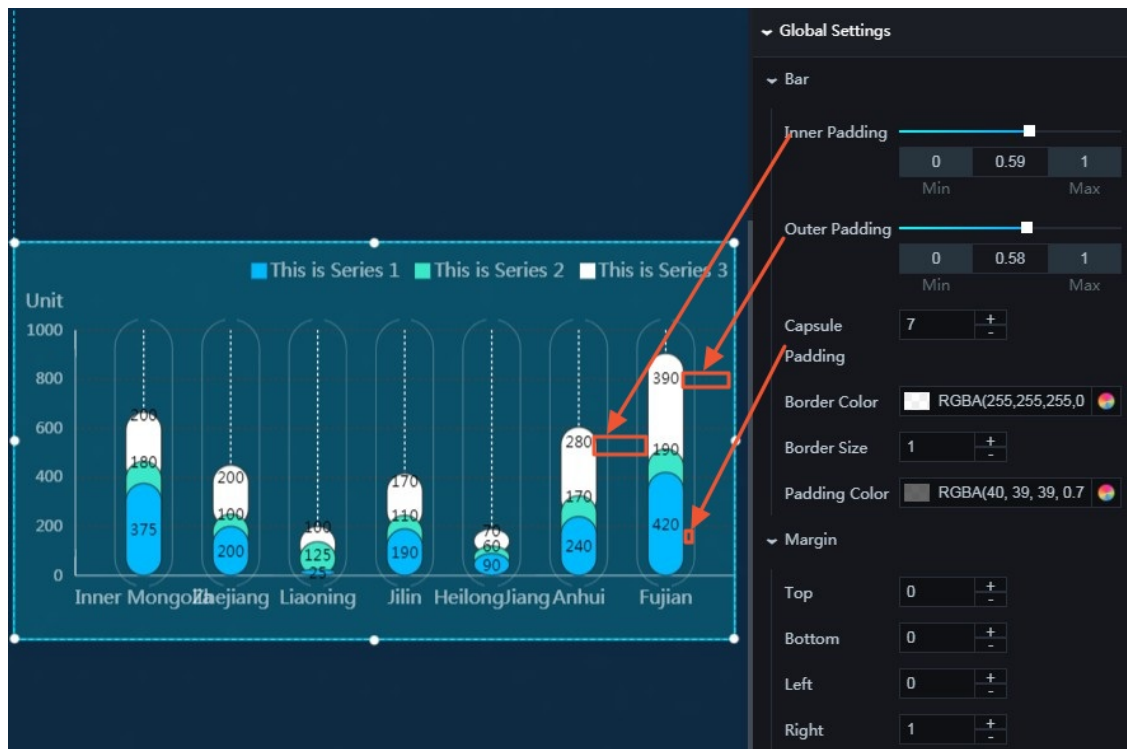 Global Settings
Bar
Inner Padding
0 0.59 1
Min Max
Outer Padding
0 0.58 1
Min Max
Capsule Padding
7 + -
Border Color RGBA(255,255,255,0
Border Size 1 + -
Padding Color RGBA(40, 39, 39, 0.7
Margin
Top 0 + -
Bottom 0 + -
Left 0 + -
Right 1 + -
This is Series 1 This is Series 2 This is Series 3
Unit
1000
800
600
400
200
0
200
180
375
200
100
200
100
125
25
170
110
190
70
60
90
280
170
240
390
190
420
Inner Mongolia Zhejiang Liaoning Jilin HeilongJiang Anhui Fujian